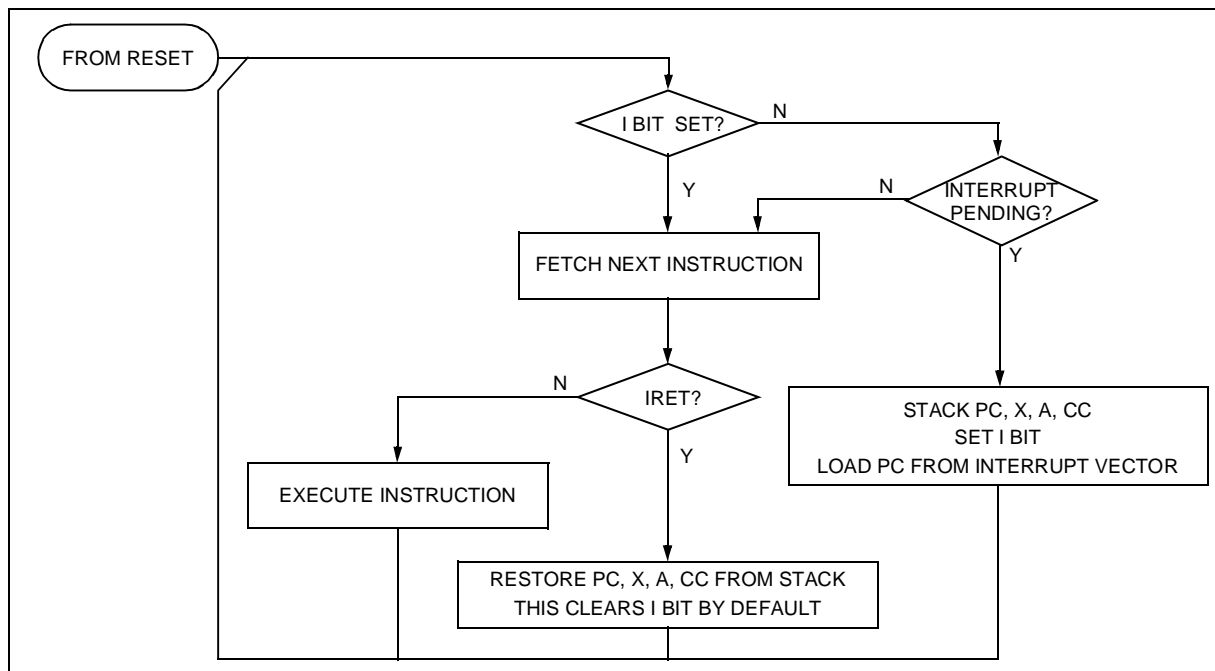 FROM RESET
I BIT SET?
N
Y
N
INTERRUPT
PENDING?
Y
FETCH NEXT INSTRUCTION
N
IRET?
Y
STACK PC, X, A, CC
SET I BIT
LOAD PC FROM INTERRUPT VECTOR
EXECUTE INSTRUCTION
RESTORE PC, X, A, CC FROM STACK
THIS CLEARS I BIT BY DEFAULT